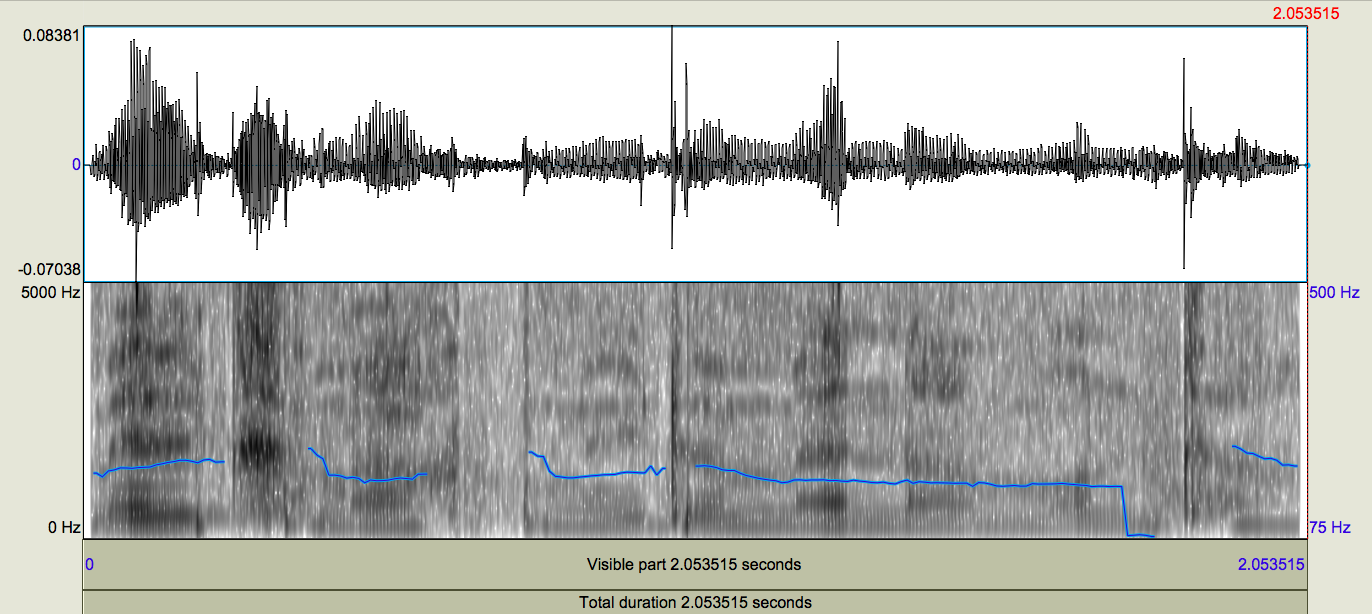 2.053515
0.08381
0
-0.07038
5000 Hz
500 Hz
0 Hz
75 Hz
0
Visible part 2.053515 seconds
2.053515
Total duration 2.053515 seconds